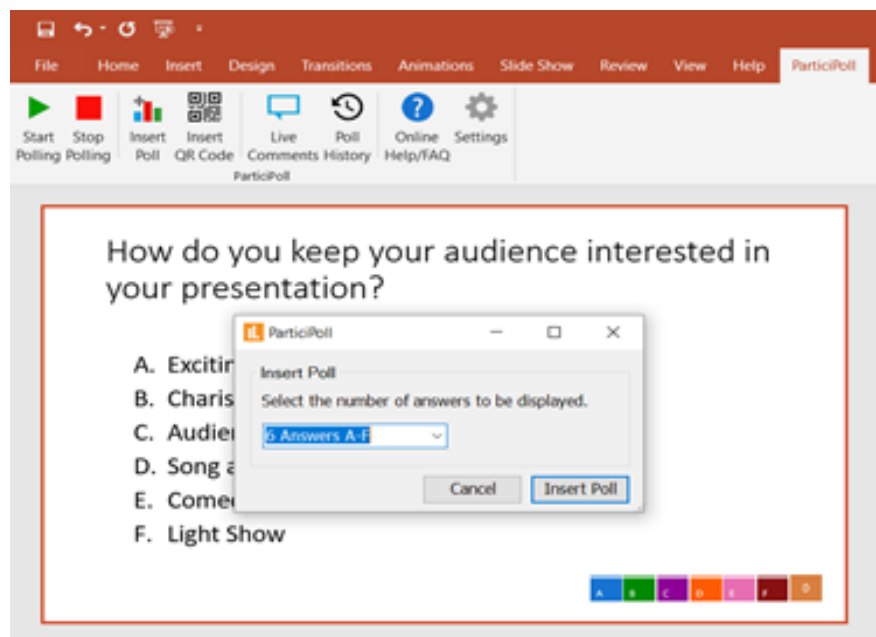 File Home Insert Design Transitions Animations Slide Show Review View Help ParticiPoll
Start Stop Insert Insert Live Poll Online Settings
Polling Polling Poll QR Code Comments History Help/FAQ
ParticiPoll
How do you keep your audience interested in
your presentation?
ParticiPoll
Insert Poll
Select the number of answers to be displayed.
6 Answers A-F
Cancel Insert Poll
A. Excitin
B. Charis
C. Audie
D. Song a
E. Come
F. Light Show
A B C D E F 0